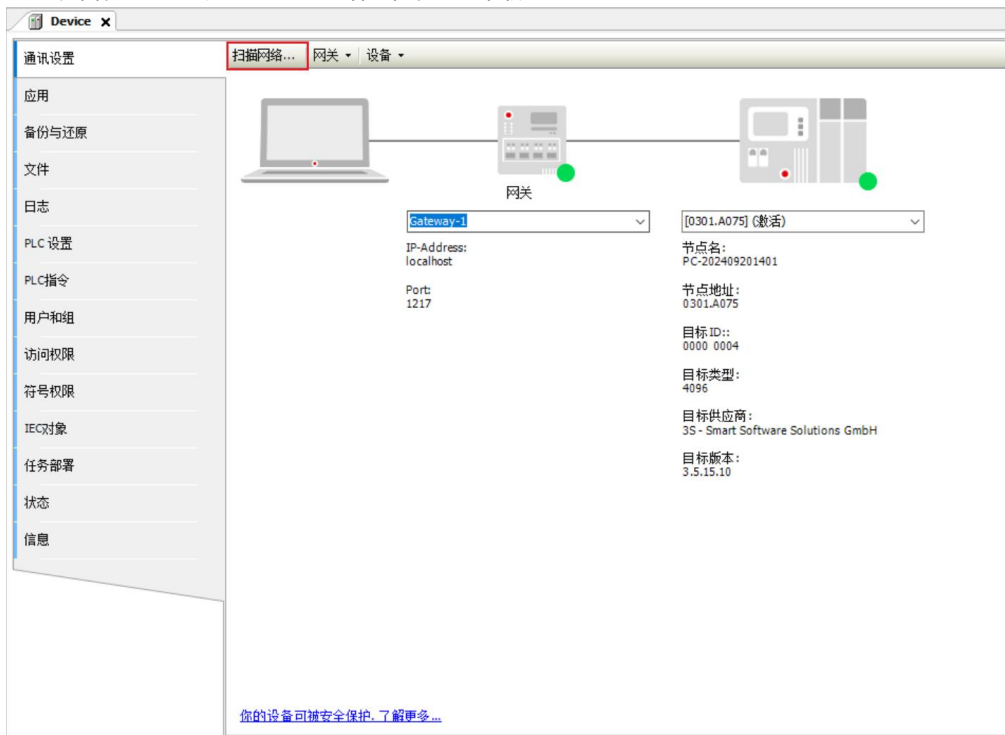 Device
通讯设置
应用
备份与还原
文件
日志
PLC 设置
PLC指令
用户和组
访问权限
符号权限
IEC对象
任务部署
状态
信息
扫描网络... 网关 设备
网关
Gateway-1
IP-Address:
localhost
Port:
1217
[0301.A075] (激活)
节点名:
PC-202409201401
节点地址:
0301.A075
目标 ID::
0000 0004
目标类型:
4096
目标供应商:
3S - Smart Software Solutions GmbH
目标版本:
3.5.15.10
你的设备可被安全保护. 了解更多...